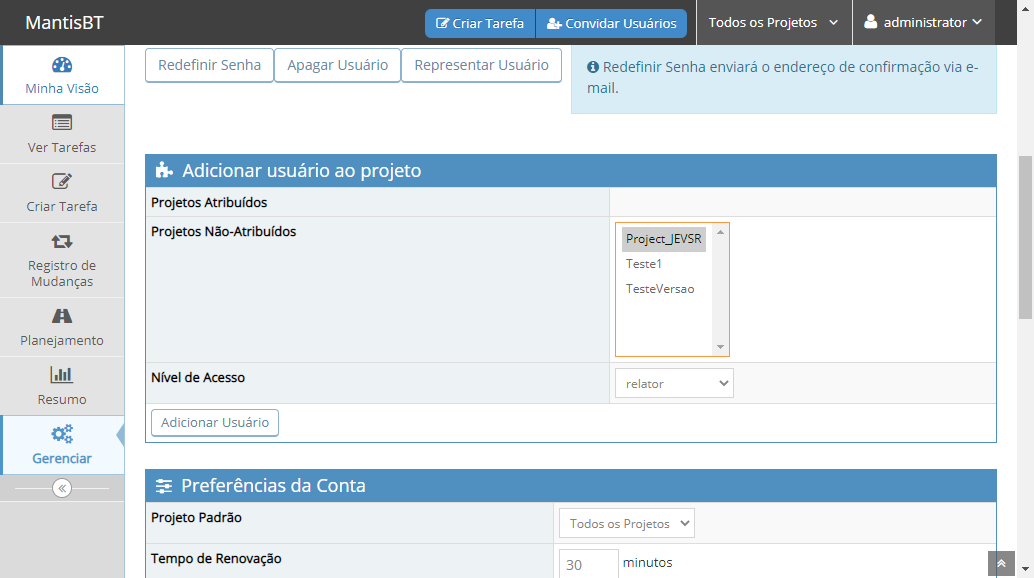 MantisBT
Criar Tarefa
Convidar Usuários
Todos os Projetos
administrator
Minha Visão
Ver Tarefas
Criar Tarefa
Registro de
Mudanças
Planejamento
Resumo
Gerenciar
Redefinir Senha
Apagar Usuário
Representar Usuário
Redefinir Senha enviará o endereço de confirmação via e-
mail.
Adicionar usuário ao projeto
Projetos Atribuídos
Projetos Não-Atribuídos
Project_JEVSR
Teste1
TesteVersao
Nível de Acesso
relator
Adicionar Usuário
Preferências da Conta
Projeto Padrão
Todos os Projetos
Tempo de Renovação
30 minutos